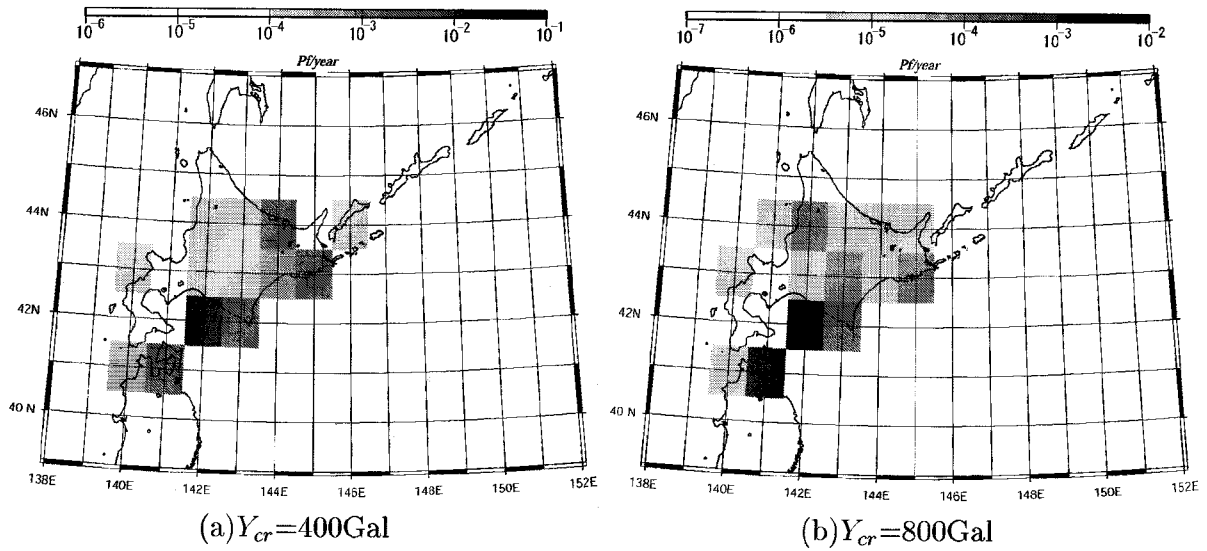 10⁻⁶ 10⁻⁵ 10⁻⁴ 10⁻³ 10⁻² 10⁻¹
Pf/year
46N
44N
42N
40 N
138E 140E 142E 144E 146E 148E 150E 152E
(a)Y_cr=400Gal
10⁻⁷ 10⁻⁶ 10⁻⁵ 10⁻⁴ 10⁻³ 10⁻²
Pf/year
46N
44N
42N
40 N
138E 140E 142E 144E 146E 148E 150E 152E
(b)Y_cr=800Gal